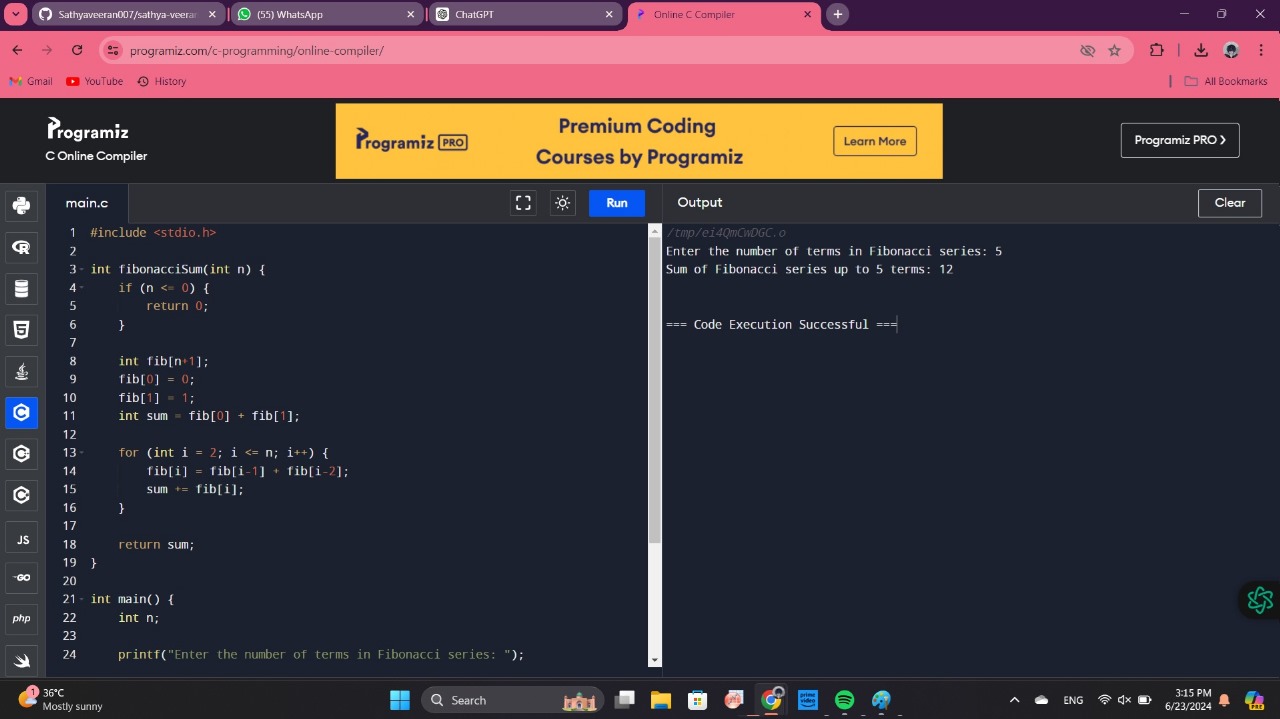 Sathyaveeran007/sathya-veeran
(55) WhatsApp
ChatGPT
Online C Compiler
programiz.com/c-programming/online-compiler/
Gmail
YouTube
History
All Bookmarks
Programiz
C Online Compiler
Programiz PRO
Premium Coding
Courses by Programiz
Learn More
Programiz PRO
main.c
Run
Output
Clear
1 #include <stdio.h>
2
3 int fibonacciSum(int n) {
4 if (n <= 0) {
5 return 0;
6 }
7
8 int fib[n+1];
9 fib[0] = 0;
10 fib[1] = 1;
11 int sum = fib[0] + fib[1];
12
13 for (int i = 2; i <= n; i++) {
14 fib[i] = fib[i-1] + fib[i-2];
15 sum += fib[i];
16 }
17
18 return sum;
19 }
20
21 int main() {
22 int n;
23
24 printf("Enter the number of terms in Fibonacci series: ");
/tmp/ei4QmCwDGC.o
Enter the number of terms in Fibonacci series: 5
Sum of Fibonacci series up to 5 terms: 12
=== Code Execution Successful ===
JS
GO
php
1
36°C
Mostly sunny
Search
ENG
3:15 PM
6/23/2024